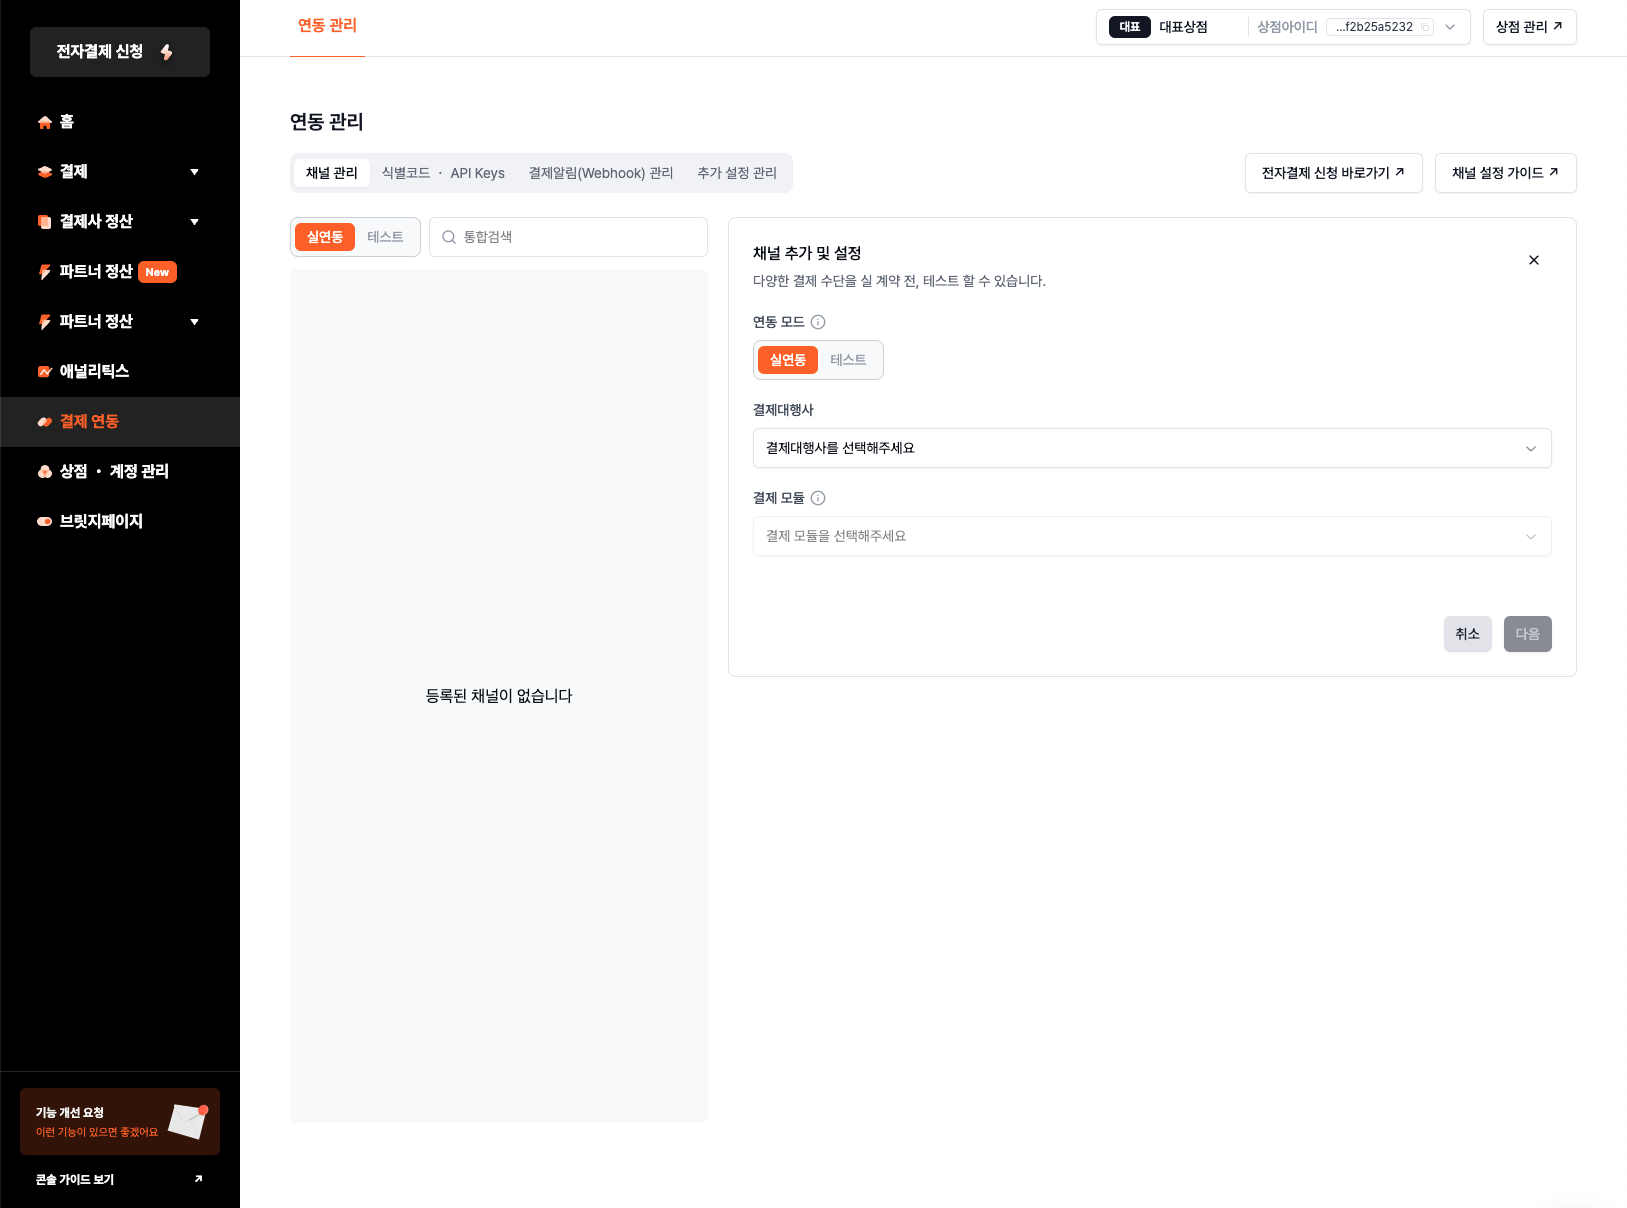 전자결제 신청
홈
결제
결제사 정산
파트너 정산 New
파트너 정산
애널리틱스
결제 연동
상점 · 계정 관리
브릿지페이지
기능 개선 요청
이런 기능이 있으면 좋겠어요
콘솔 가이드 보기
연동 관리
대표 대표상점 상점아이디 ...f2b25a5232
상점 관리
연동 관리
채널 관리 식별코드 · API Keys 결제알림(Webhook) 관리 추가 설정 관리
전자결제 신청 바로가기 채널 설정 가이드
실연동 테스트 통합검색
등록된 채널이 없습니다
채널 추가 및 설정
다양한 결제 수단을 실 계약 전, 테스트 할 수 있습니다.
연동 모드
실연동 테스트
결제대행사
결제대행사를 선택해주세요
결제 모듈
결제 모듈을 선택해주세요
취소 다음